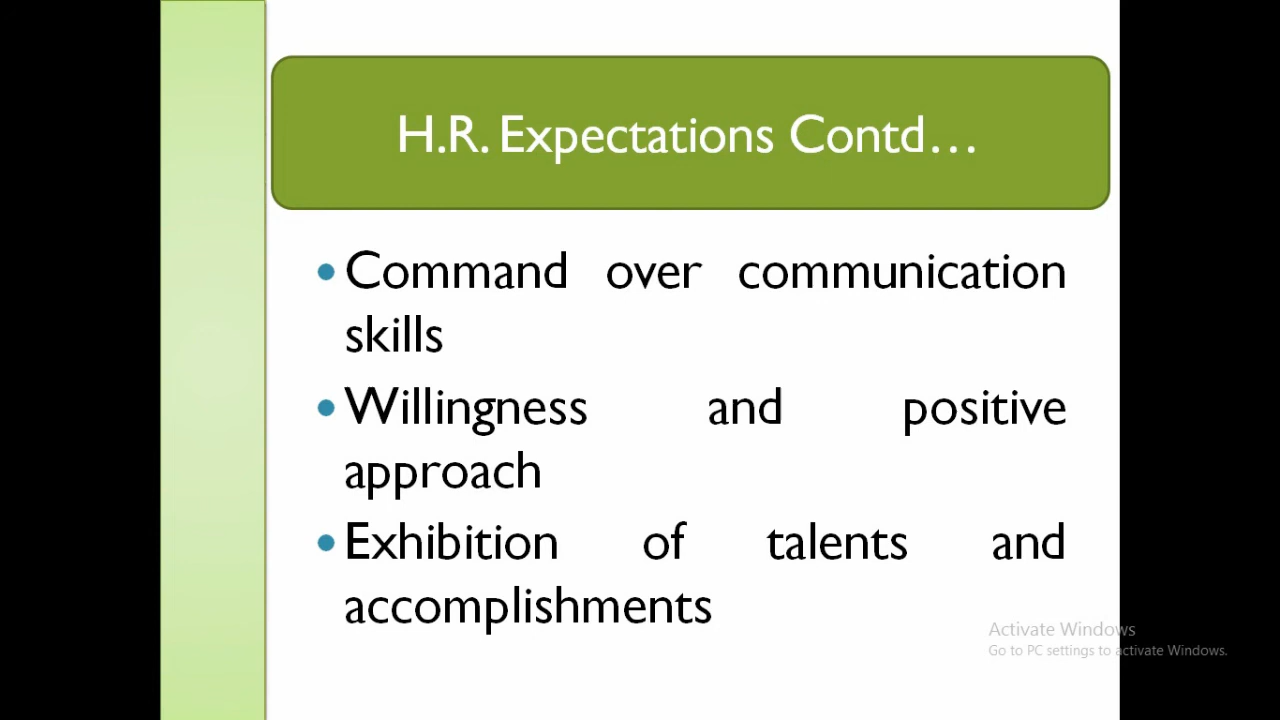 H.R. Expectations Contd…
•Command over communication
skills
•Willingness and positive
approach
•Exhibition of talents and
accomplishments
Activate Windows
Go to PC settings to activate Windows.